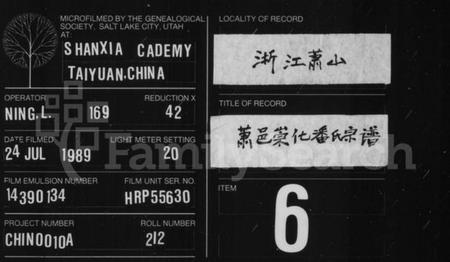 MICROFILMED BY THE GENEALOGICAL
SOCIETY, SALT LAKE CITY, UTAH
AT:
SHANXIA CADEMY
TAIYUAN.CHINA
OPERATOR
NING.L. 169
REDUCTION X
42
DATE FILMED
24 JUL 1989
LIGHT METER SETTING
20
FILM EMULSION NUMBER
14390134
FILM UNIT SER. NO.
HRP55630
PROJECT NUMBER
CHIN0010A
ROLL NUMBER
212
LOCALITY OF RECORD
浙江萧山
TITLE OF RECORD
萧邑崇化潘氏宗谱
ITEM
6
FamilySearch